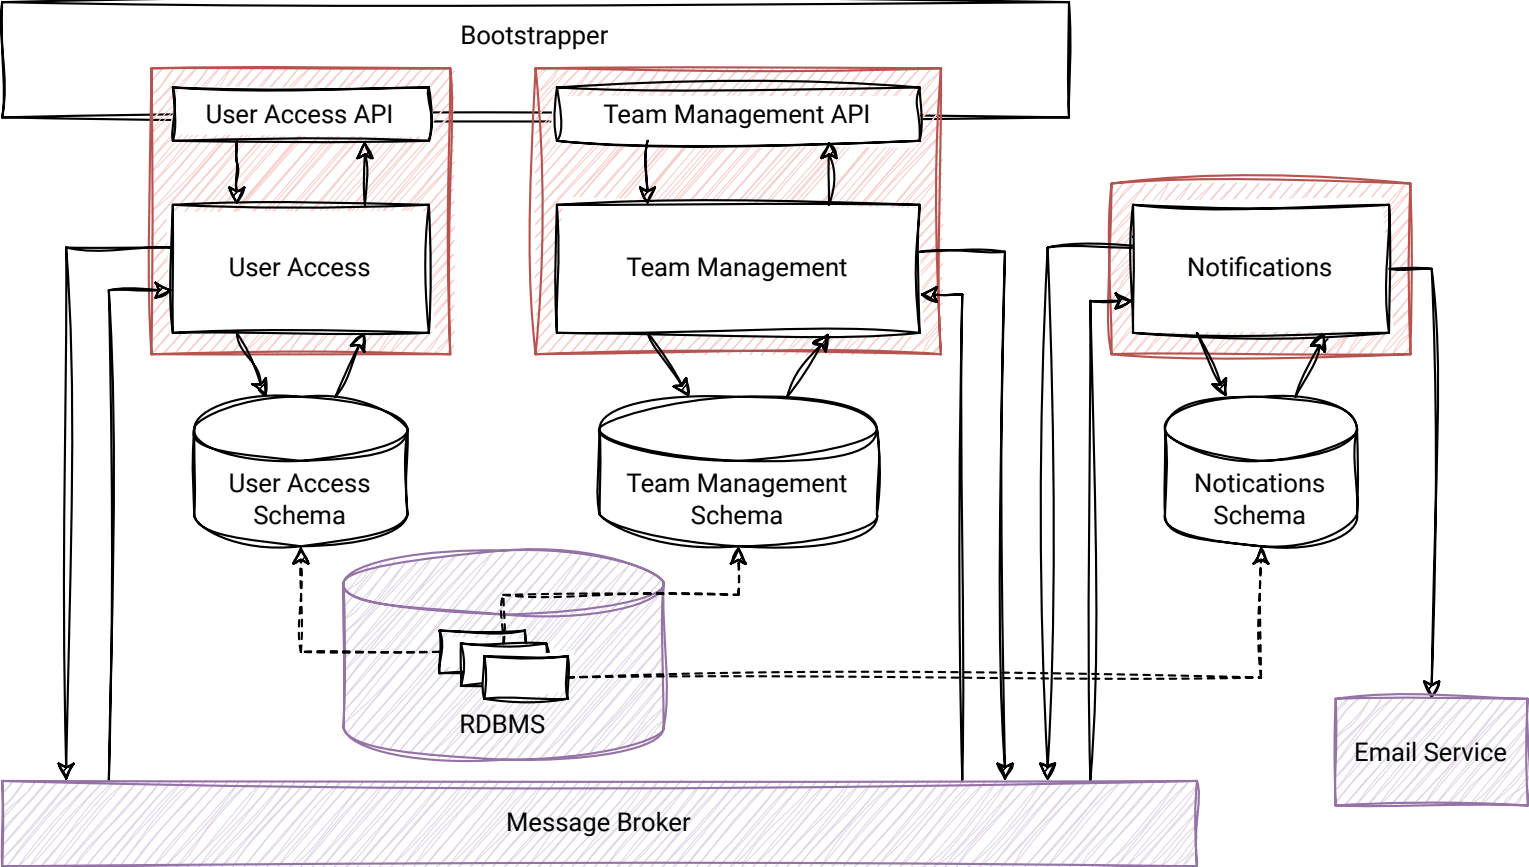 Bootstrapper
User Access API
Team Management API
User Access
Team Management
Notifications
User Access
Schema
Team Management
Schema
Notications
Schema
RDBMS
Email Service
Message Broker